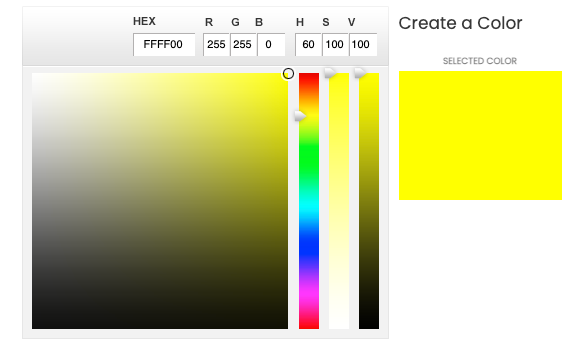 HEX R G B H S V
FFFF00 255 255 0 60 100 100
Create a Color
SELECTED COLOR